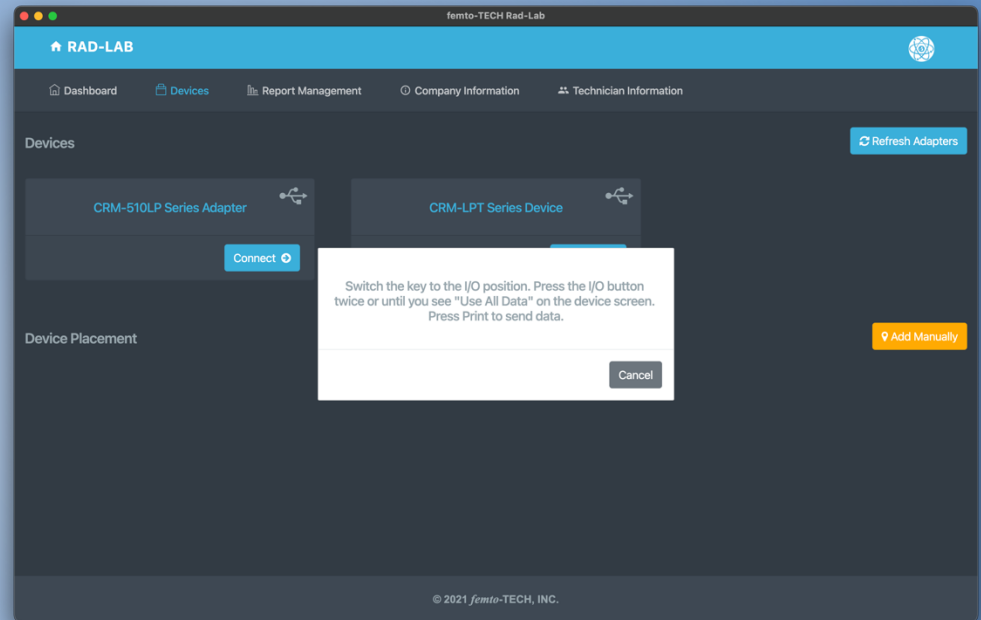 femto-TECH Rad-Lab
RAD-LAB
Dashboard Devices Report Management Company Information Technician Information
Devices
Refresh Adapters
CRM-510LP Series Adapter
CRM-LPT Series Device
Connect
Switch the key to the I/O position. Press the I/O button
twice or until you see "Use All Data" on the device screen.
Press Print to send data.
Device Placement
Add Manually
Cancel
© 2021 femto-TECH, INC.